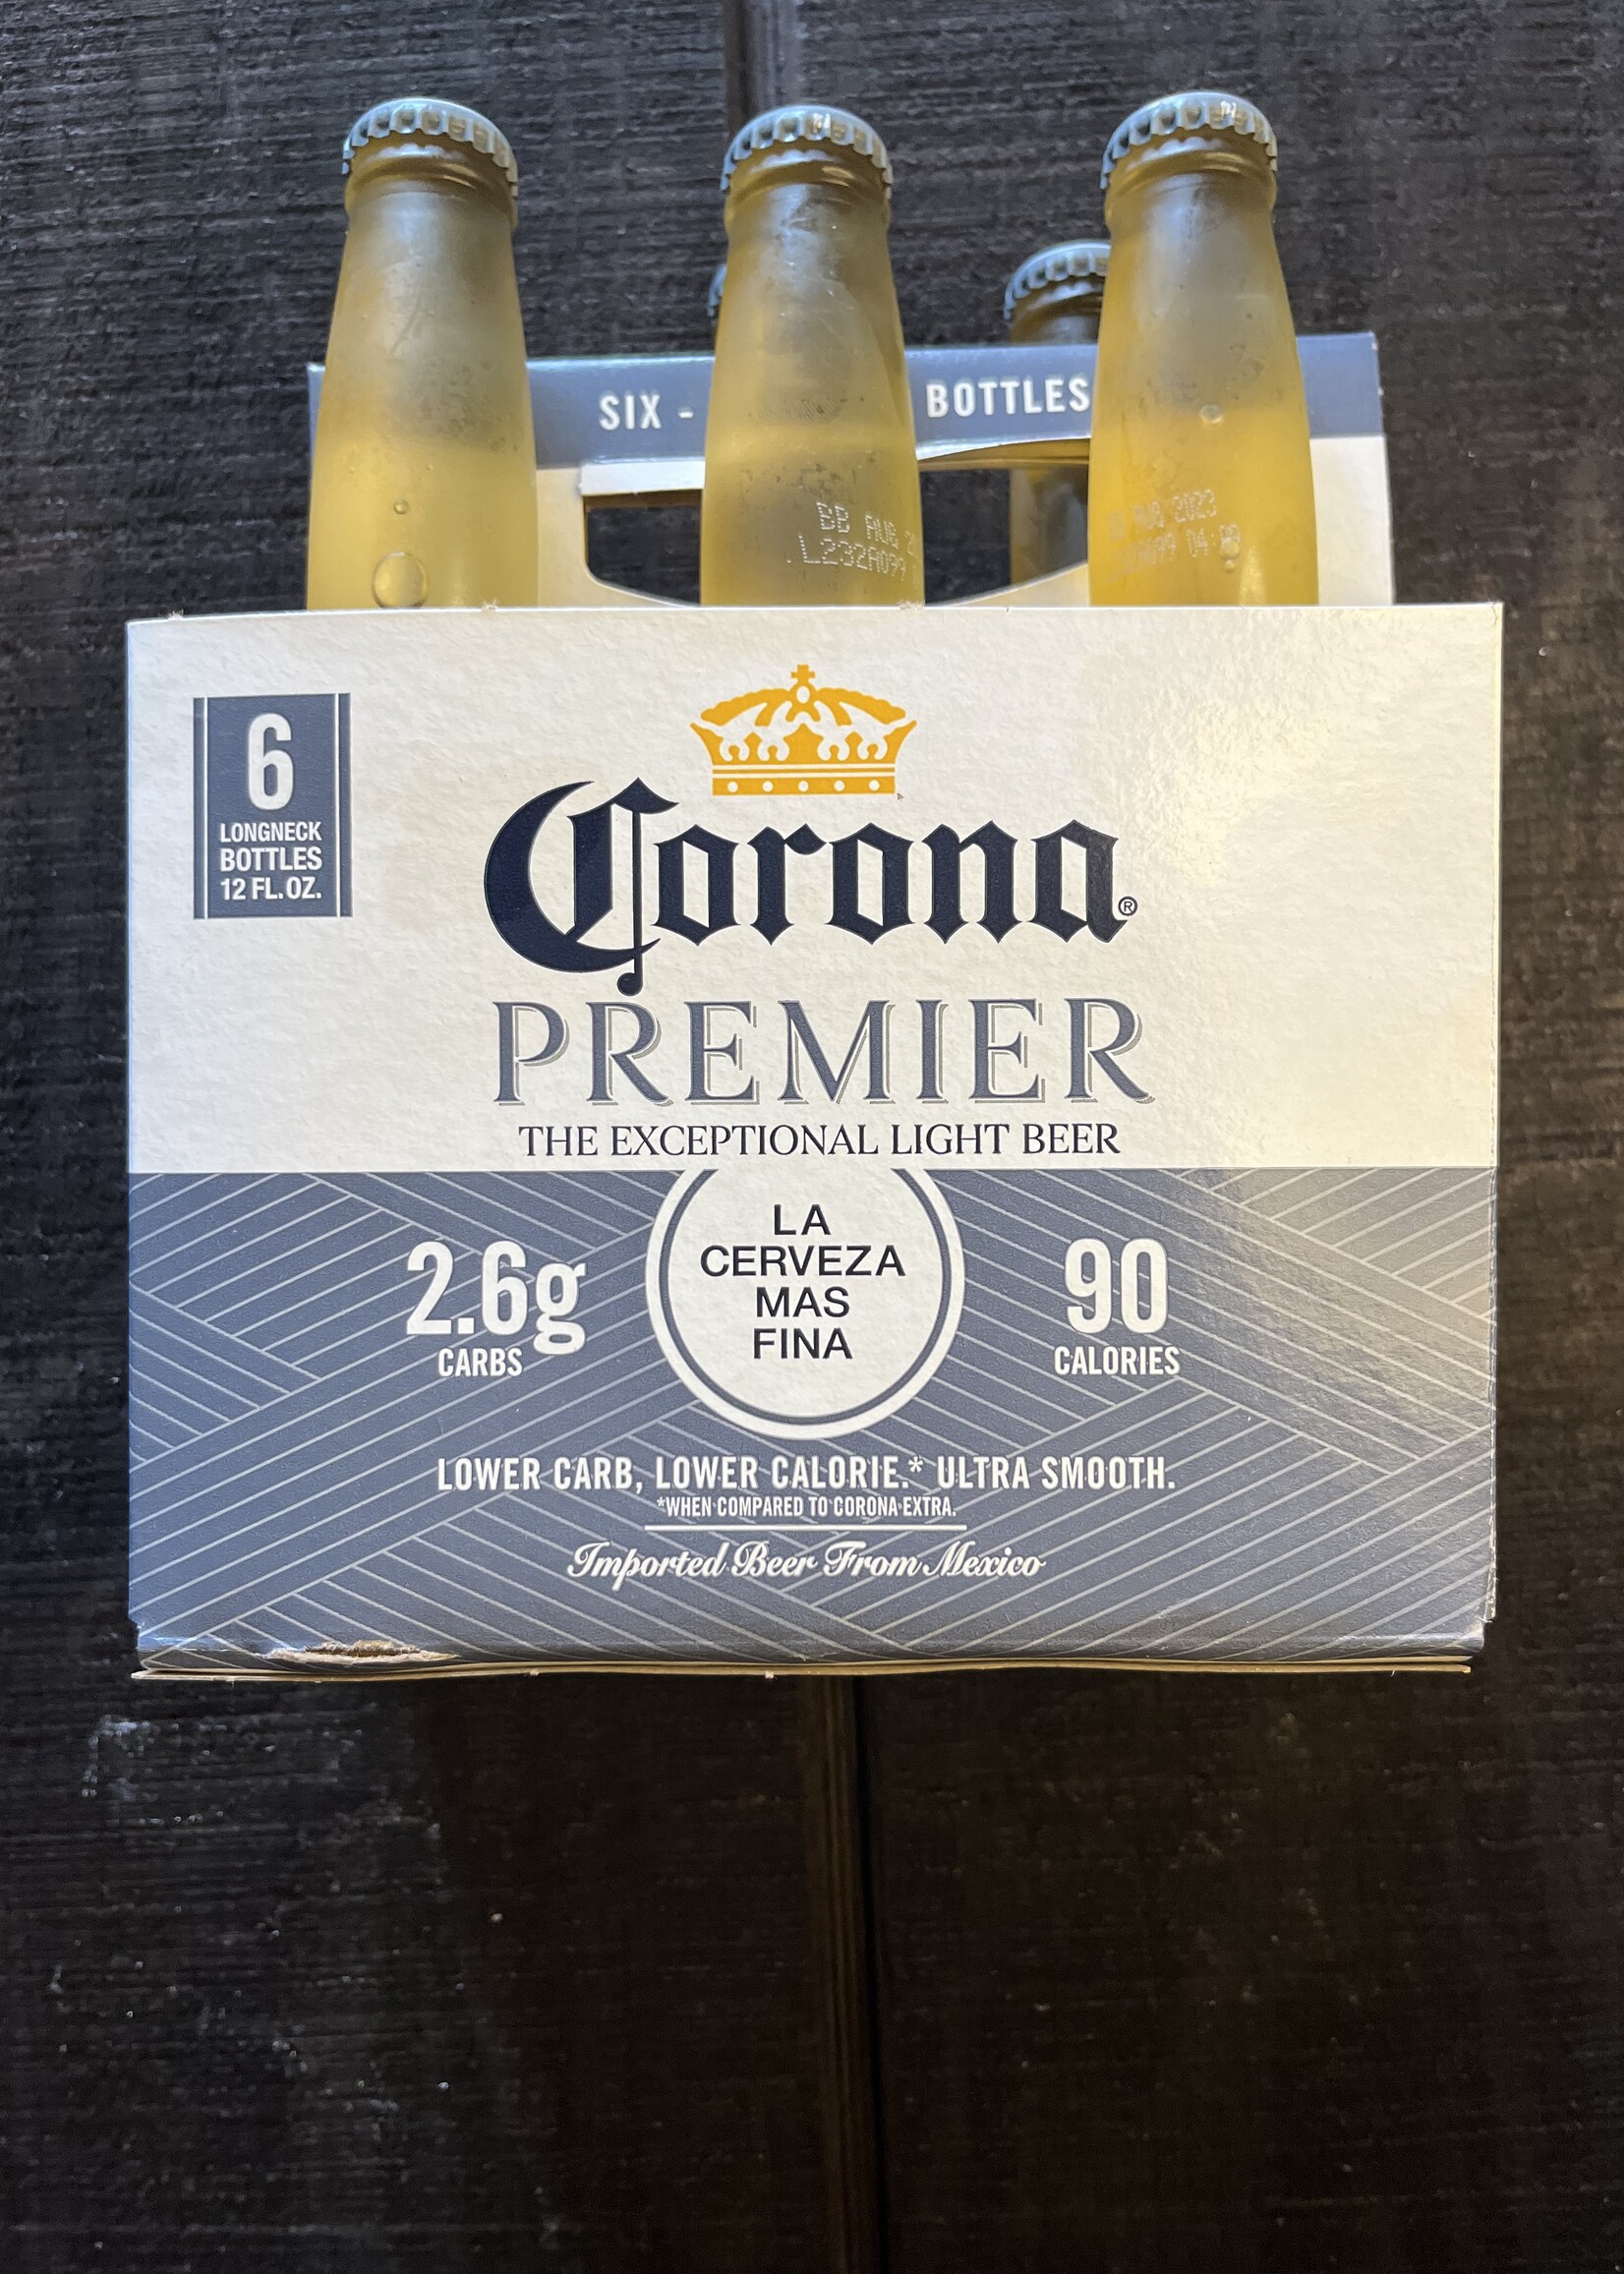 SIX - BOTTLES
BB AUG
L232A099
AUG 2023
6
LONGNECK
BOTTLES
12 FL. OZ.
Corona®
PREMIER
THE EXCEPTIONAL LIGHT BEER
LA
CERVEZA
MAS
FINA
2.6g
CARBS
90
CALORIES
LOWER CARB, LOWER CALORIE.* ULTRA SMOOTH.
*WHEN COMPARED TO CORONA EXTRA.
Imported Beer From Mexico